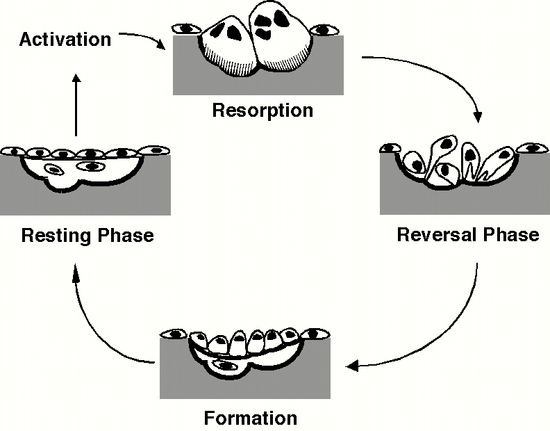 Activation
Resorption
Resting Phase
Reversal Phase
Formation